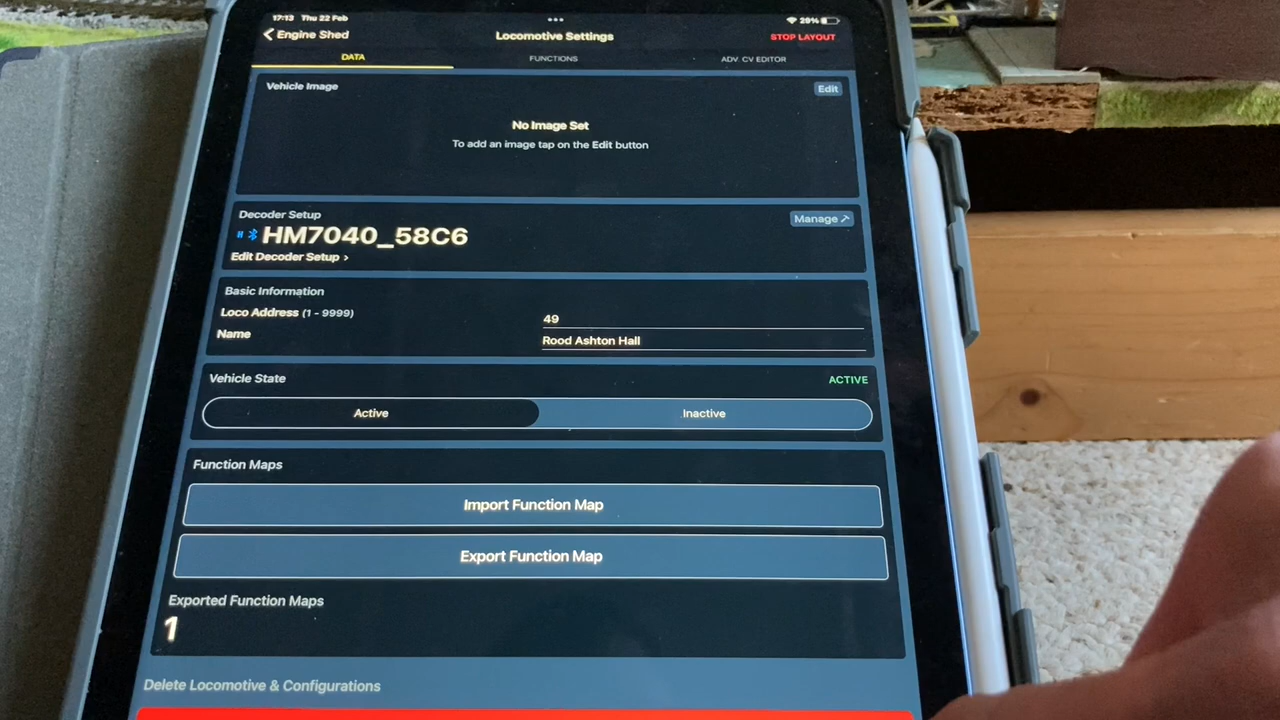 17:13 Thu 22 Feb
29%
Engine Shed
Locomotive Settings
STOP LAYOUT
DATA
FUNCTIONS
ADV. CV EDITOR
Vehicle Image
Edit
No Image Set
To add an image tap on the Edit button
Decoder Setup
Manage
HM7040_58C6
Edit Decoder Setup >
Basic Information
Loco Address (1 - 9999)
49
Name
Rood Ashton Hall
Vehicle State
ACTIVE
Active
Inactive
Function Maps
Import Function Map
Export Function Map
Exported Function Maps
1
Delete Locomotive & Configurations